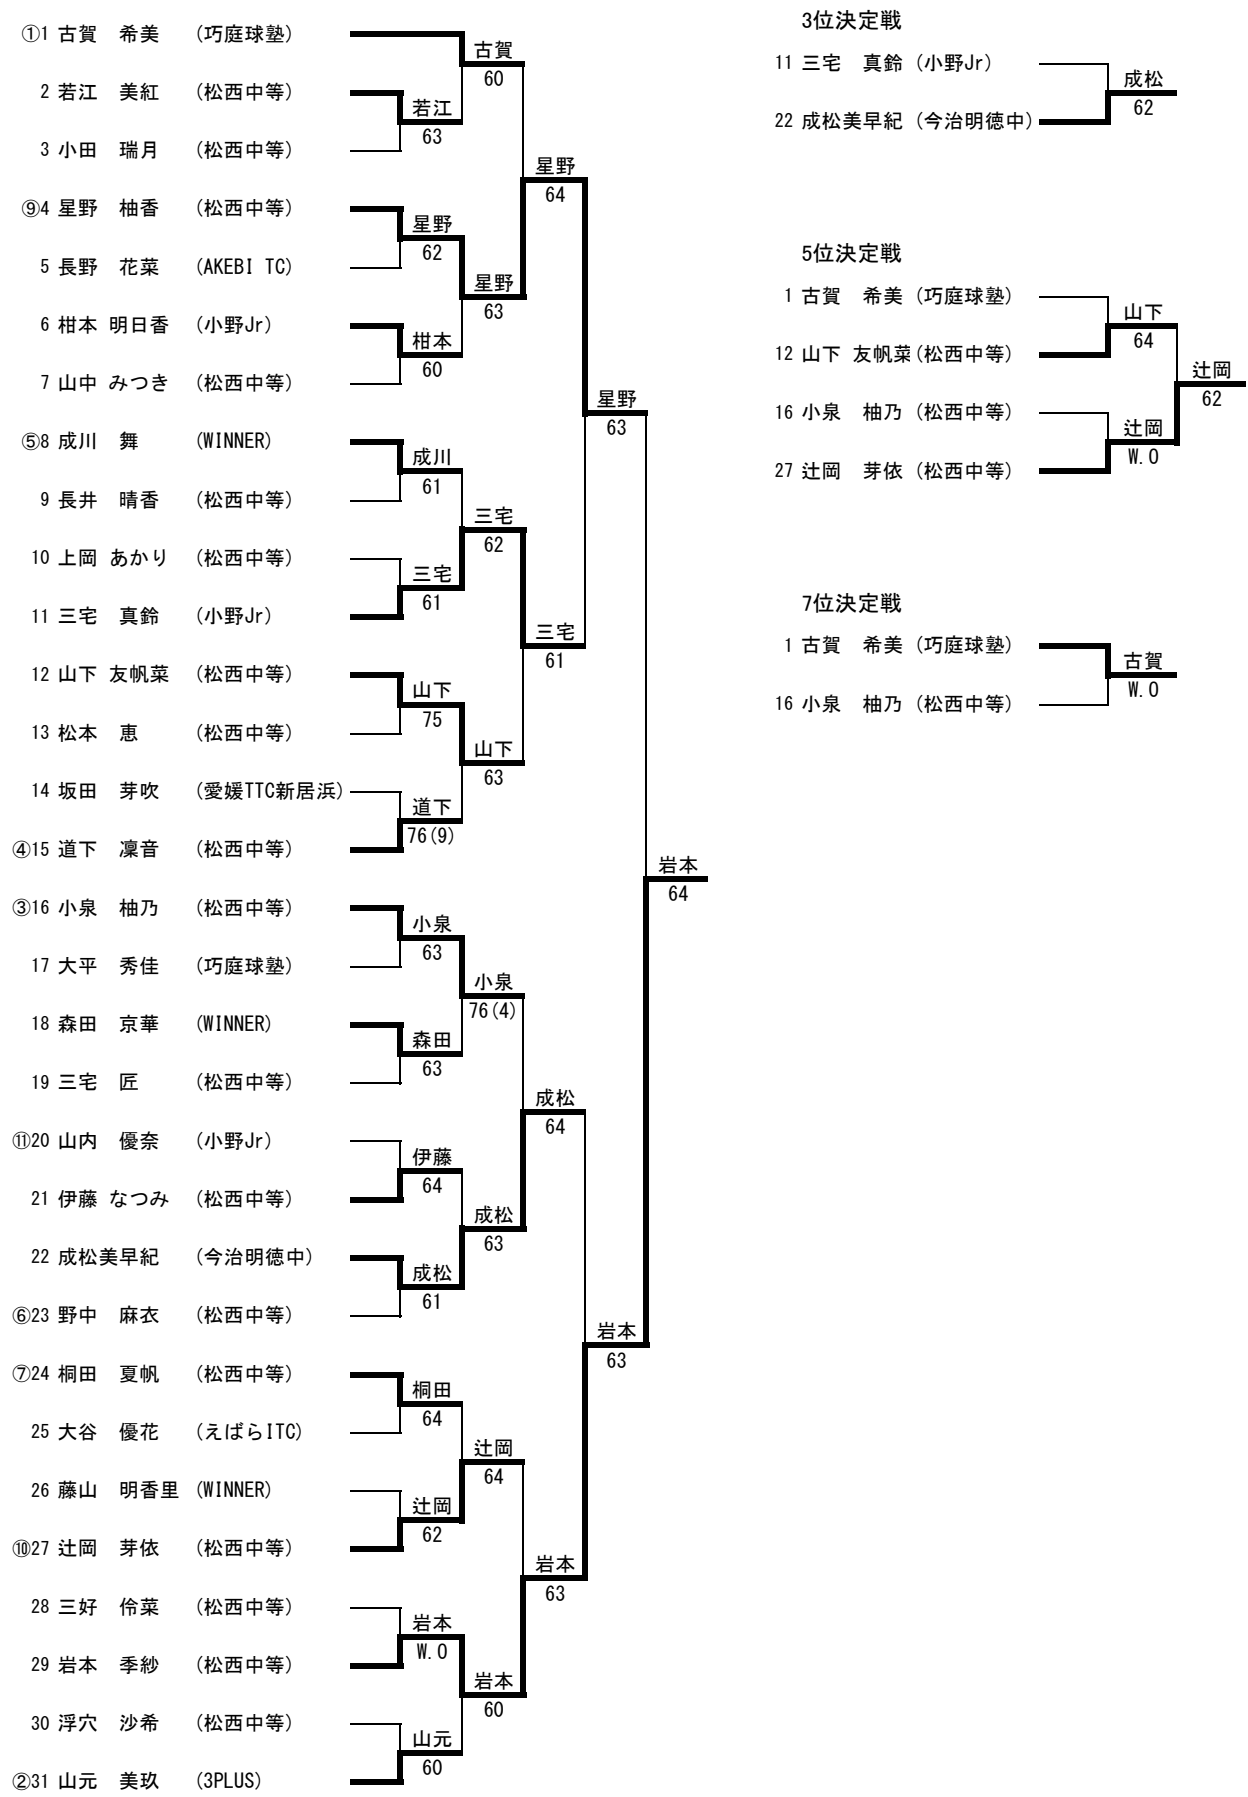 ①1 古賀　希美 (巧庭球塾)
2 若江　美紅 (松西中等)
3 小田　瑞月 (松西中等)
⑨4 星野　柚香 (松西中等)
5 長野　花菜 (AKEBI TC)
6 柑本 明日香 (小野Jr)
7 山中 みつき (松西中等)
⑤8 成川　舞 (WINNER)
9 長井　晴香 (松西中等)
10 上岡 あかり (松西中等)
11 三宅　真鈴 (小野Jr)
12 山下 友帆菜 (松西中等)
13 松本　恵 (松西中等)
14 坂田　芽吹 (愛媛TTC新居浜)
④15 道下　凜音 (松西中等)
③16 小泉　柚乃 (松西中等)
17 大平　秀佳 (巧庭球塾)
18 森田　京華 (WINNER)
19 三宅　匠 (松西中等)
⑪20 山内　優奈 (小野Jr)
21 伊藤 なつみ (松西中等)
22 成松美早紀 (今治明徳中)
⑥23 野中　麻衣 (松西中等)
⑦24 桐田　夏帆 (松西中等)
25 大谷　優花 (えばらITC)
26 藤山　明香里 (WINNER)
⑩27 辻岡　芽依 (松西中等)
28 三好　伶菜 (松西中等)
29 岩本　季紗 (松西中等)
30 浮穴　沙希 (松西中等)
②31 山元　美玖 (3PLUS)
若江
63
星野
62
柑本
60
成川
61
三宅
61
山下
75
道下
76(9)
小泉
63
森田
63
伊藤
64
成松
61
桐田
64
辻岡
62
岩本
W.O
山元
60
古賀
60
星野
63
三宅
62
山下
63
小泉
76(4)
成松
63
辻岡
64
岩本
60
星野
64
三宅
61
成松
64
岩本
63
星野
63
岩本
63
岩本
64
3位決定戦
11 三宅　真鈴 (小野Jr)
22 成松美早紀 (今治明徳中)
成松
62
5位決定戦
1 古賀　希美 (巧庭球塾)
12 山下 友帆菜 (松西中等)
16 小泉　柚乃 (松西中等)
27 辻岡　芽依 (松西中等)
山下
64
辻岡
W.O
辻岡
62
7位決定戦
1 古賀　希美 (巧庭球塾)
16 小泉　柚乃 (松西中等)
古賀
W.O